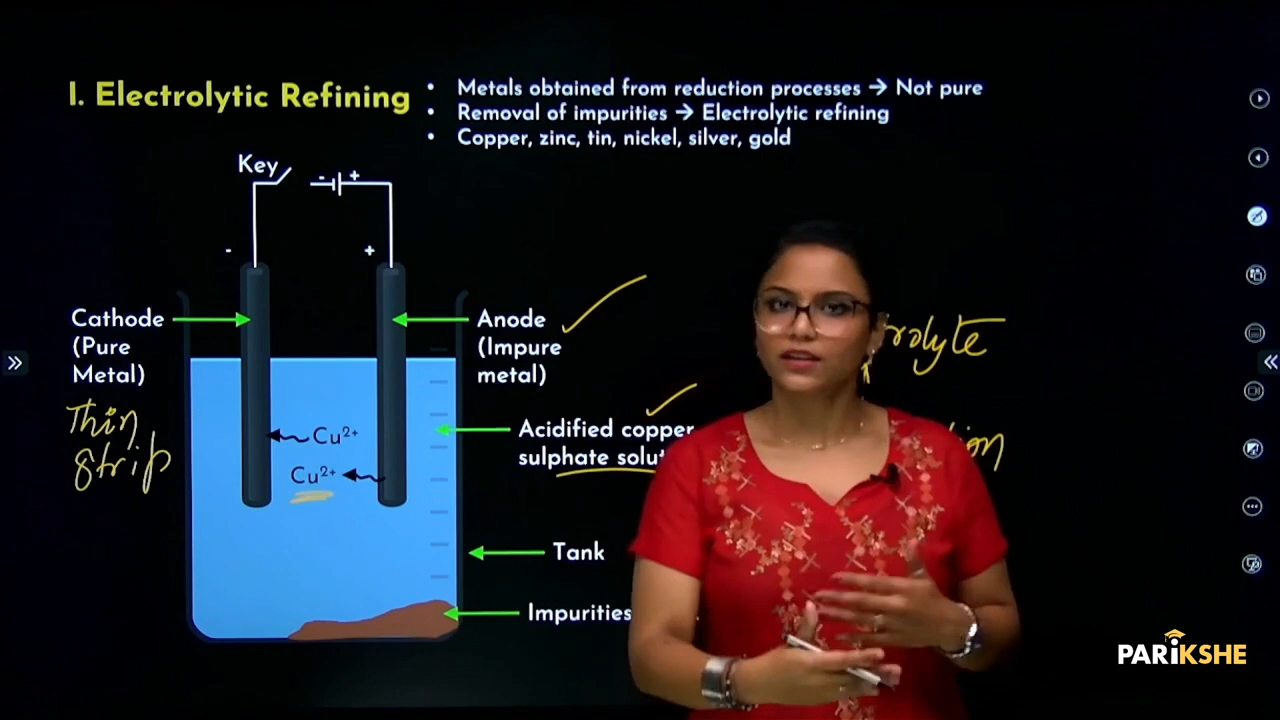 I. Electrolytic Refining
• Metals obtained from reduction processes → Not pure
• Removal of impurities → Electrolytic refining
• Copper, zinc, tin, nickel, silver, gold
Key
- +
- +
Cathode
(Pure
Metal)
Thin
strip
Anode
(Impure
metal)
rolyte
Cu²⁺
Cu²⁺
Acidified copper
sulphate solut
ion
Tank
Impurities
PARIKSHE